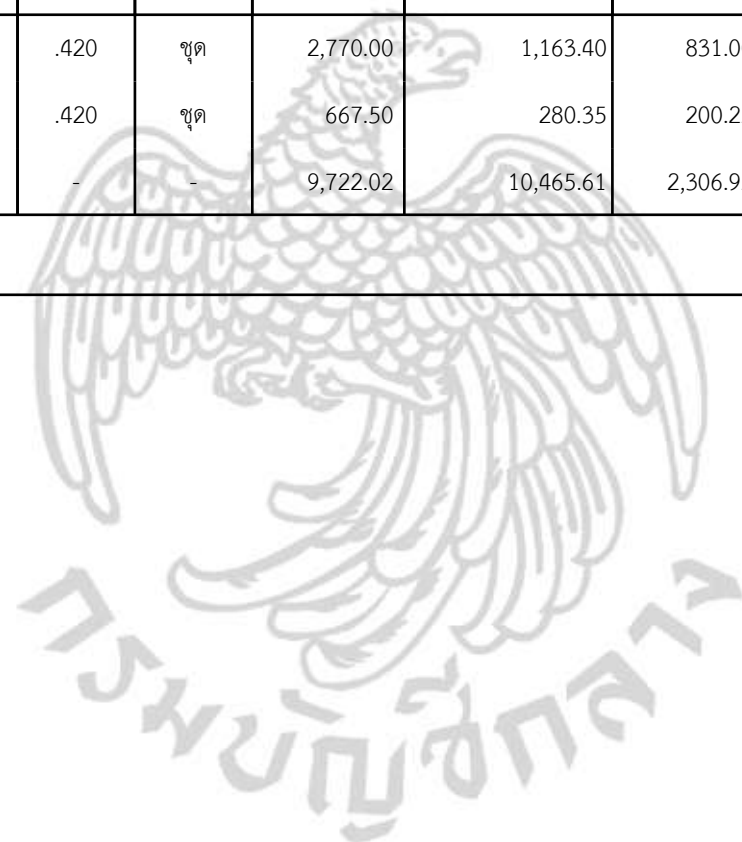 .420 ชุด 2,770.00 1,163.40 831.0
.420 ชุด 667.50 280.35 200.2
- - 9,722.02 10,465.61 2,306.9
กรมบัญชีกลาง